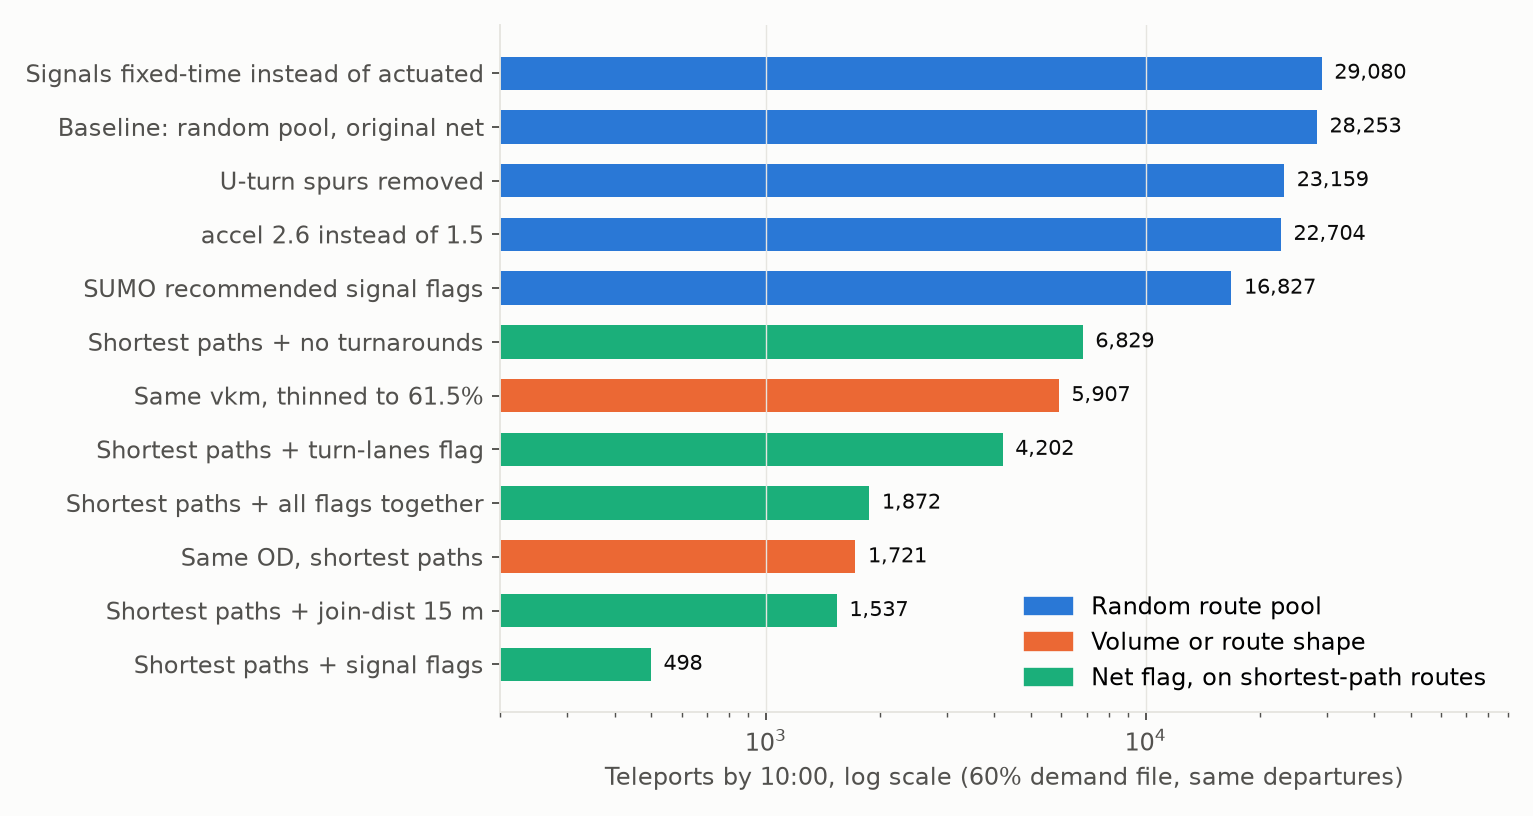 Signals fixed-time instead of actuated 29,080
Baseline: random pool, original net 28,253
U-turn spurs removed 23,159
accel 2.6 instead of 1.5 22,704
SUMO recommended signal flags 16,827
Shortest paths + no turnarounds 6,829
Same vkm, thinned to 61.5% 5,907
Shortest paths + turn-lanes flag 4,202
Shortest paths + all flags together 1,872
Same OD, shortest paths 1,721
Shortest paths + join-dist 15 m 1,537
Shortest paths + signal flags 498
Random route pool
Volume or route shape
Net flag, on shortest-path routes
10³ 10⁴
Teleports by 10:00, log scale (60% demand file, same departures)